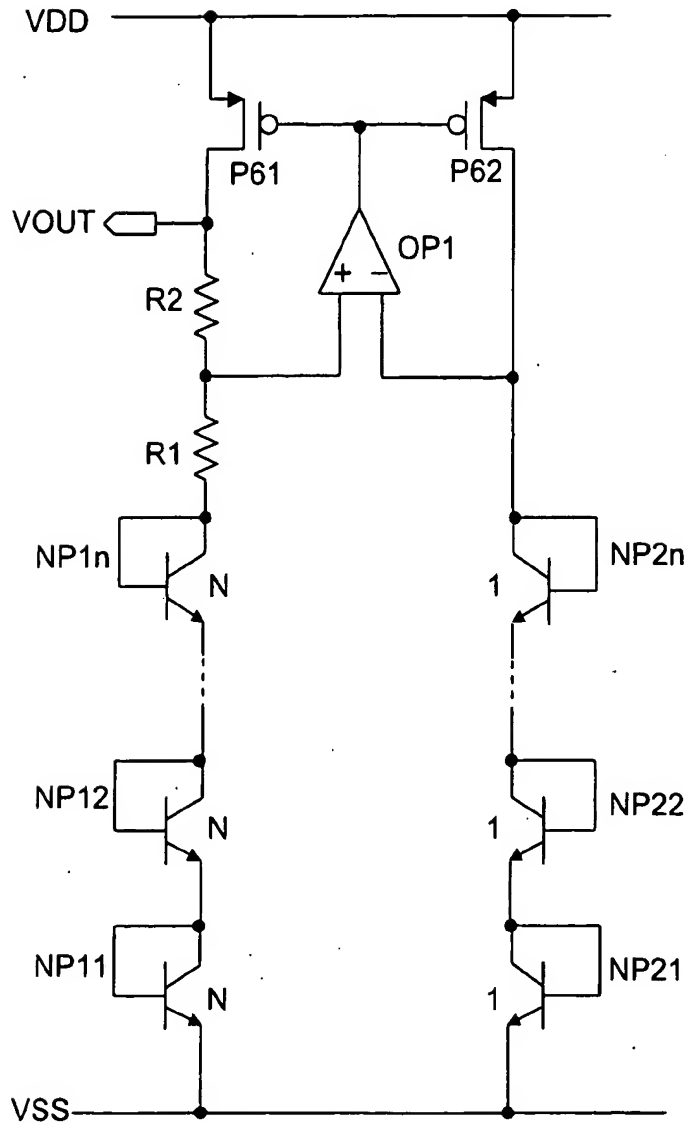 VDD
P61
P62
VOUT
OP1
+ −
R2
R1
NP1n
N
1
NP2n
NP12
N
1
NP22
NP11
N
1
NP21
VSS